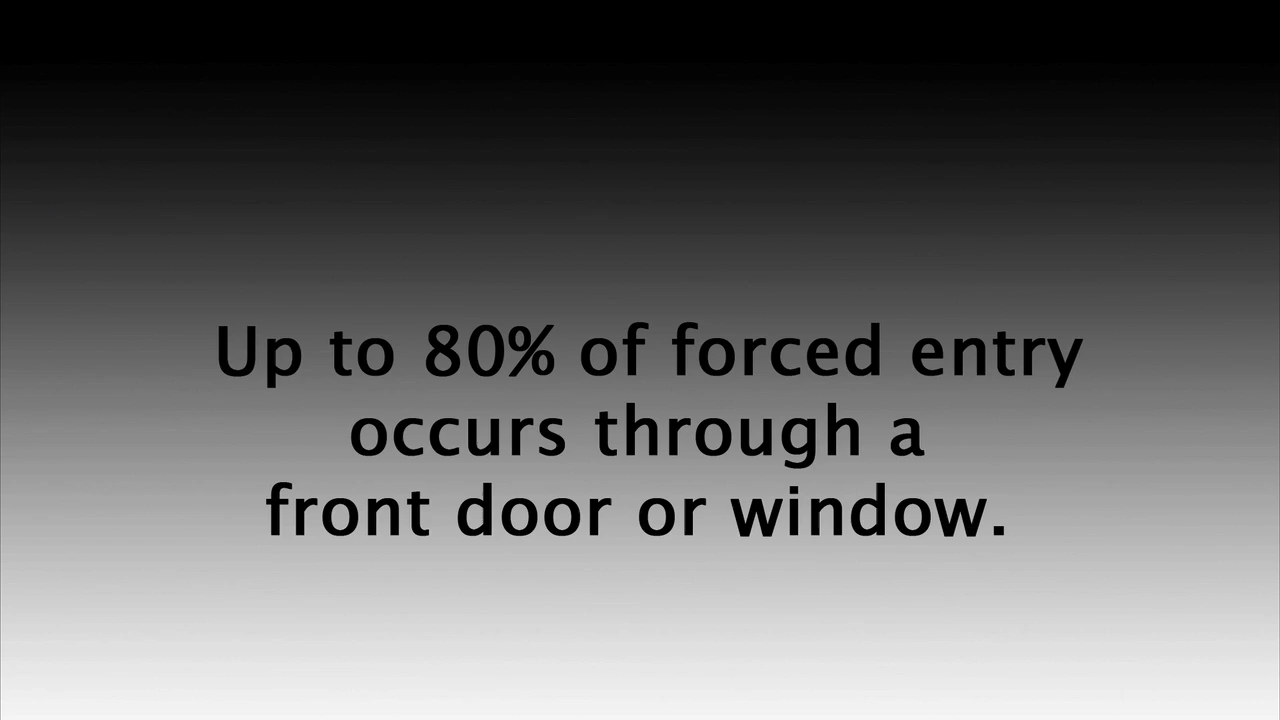 Up to 80% of forced entry
occurs through a
front door or window.